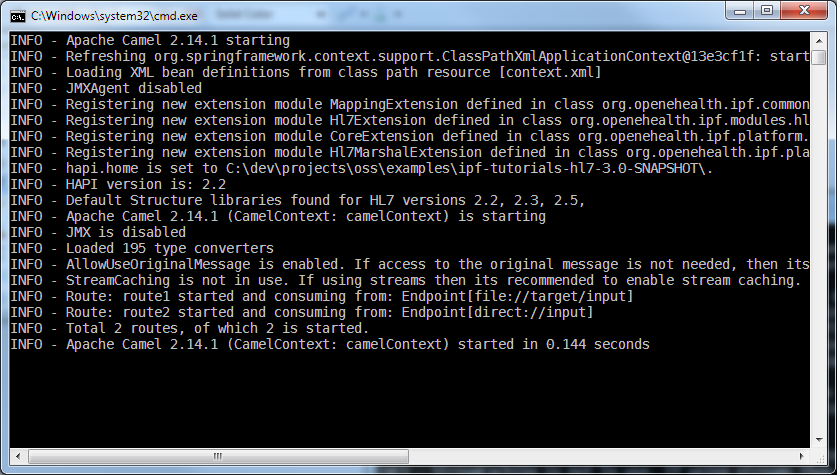 C:\Windows\system32\cmd.exe
INFO - Apache Camel 2.14.1 starting
INFO - Refreshing org.springframework.context.support.ClassPathXmlApplicationContext@13e3cf1f: start
INFO - Loading XML bean definitions from class path resource [context.xml]
INFO - JMXAgent disabled
INFO - Registering new extension module MappingExtension defined in class org.openehealth.ipf.common
INFO - Registering new extension module Hl7Extension defined in class org.openehealth.ipf.modules.hl
INFO - Registering new extension module CoreExtension defined in class org.openehealth.ipf.platform.
INFO - Registering new extension module Hl7MarshalExtension defined in class org.openehealth.ipf.pla
INFO - hapi.home is set to C:\dev\projects\oss\examples\ipf-tutorials-hl7-3.0-SNAPSHOT\.
INFO - HAPI version is: 2.2
INFO - Default Structure libraries found for HL7 versions 2.2, 2.3, 2.5,
INFO - Apache Camel 2.14.1 (CamelContext: camelContext) is starting
INFO - JMX is disabled
INFO - Loaded 195 type converters
INFO - AllowUseOriginalMessage is enabled. If access to the original message is not needed, then its
INFO - StreamCaching is not in use. If using streams then its recommended to enable stream caching.
INFO - Route: route1 started and consuming from: Endpoint[file://target/input]
INFO - Route: route2 started and consuming from: Endpoint[direct://input]
INFO - Total 2 routes, of which 2 is started.
INFO - Apache Camel 2.14.1 (CamelContext: camelContext) started in 0.144 seconds